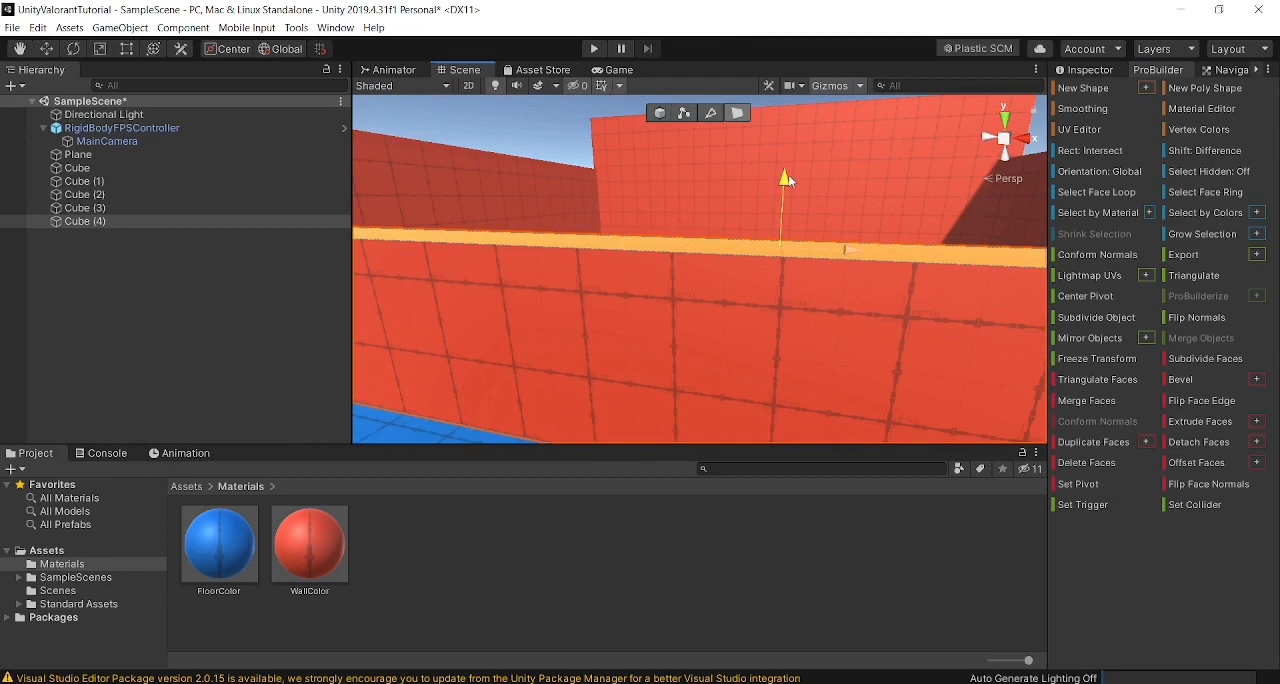 UnityValorantTutorial - SampleScene - PC, Mac & Linux Standalone - Unity 2019.4.31f1 Personal* <DX11>
File Edit Assets GameObject Component Mobile Input Tools Window Help
Center Global Plastic SCM Account Layers Layout
Hierarchy Animator Scene Asset Store Game Inspector ProBuilder Naviga
All Shaded 2D 0 Gizmos All
SampleScene*
Directional Light
RigidBodyFPSController
MainCamera
Plane
Cube
Cube (1)
Cube (2)
Cube (3)
Cube (4)
y
x
Persp
New Shape + New Poly Shape
Smoothing Material Editor
UV Editor Vertex Colors
Rect: Intersect Shift: Difference
Orientation: Global Select Hidden: Off
Select Face Loop Select Face Ring
Select by Material + Select by Colors +
Shrink Selection Grow Selection +
Conform Normals Export +
Lightmap UVs + Triangulate
Center Pivot ProBuilderize +
Subdivide Object Flip Normals
Mirror Objects + Merge Objects
Freeze Transform Subdivide Faces
Triangulate Faces Bevel +
Merge Faces Flip Face Edge
Conform Normals Extrude Faces +
Duplicate Faces + Detach Faces +
Delete Faces Offset Faces +
Set Pivot Flip Face Normals
Set Trigger Set Collider
Project Console Animation
11
Favorites
All Materials
All Models
All Prefabs
Assets
Materials
SampleScenes
Scenes
Standard Assets
Packages
Assets > Materials >
FloorColor WallColor
Visual Studio Editor Package version 2.0.15 is available, we strongly encourage you to update from the Unity Package Manager for a better Visual Studio integration
Auto Generate Lighting Off